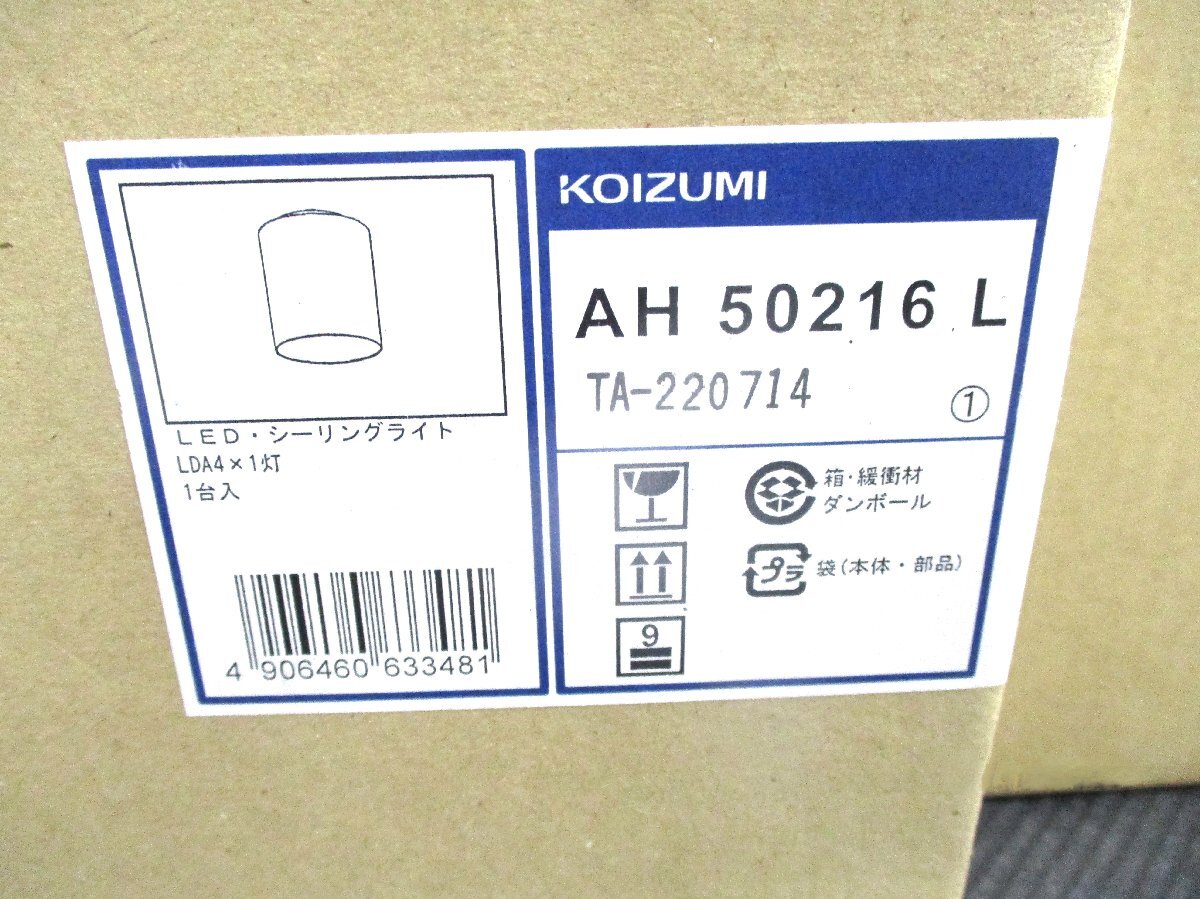 KOIZUMI
AH 50216 L
TA-220714
①
LED・シーリングライト
LDA4×1灯
1台入
4 906460 633481
箱・緩衝材
ダンボール
プラ
袋(本体・部品)
9